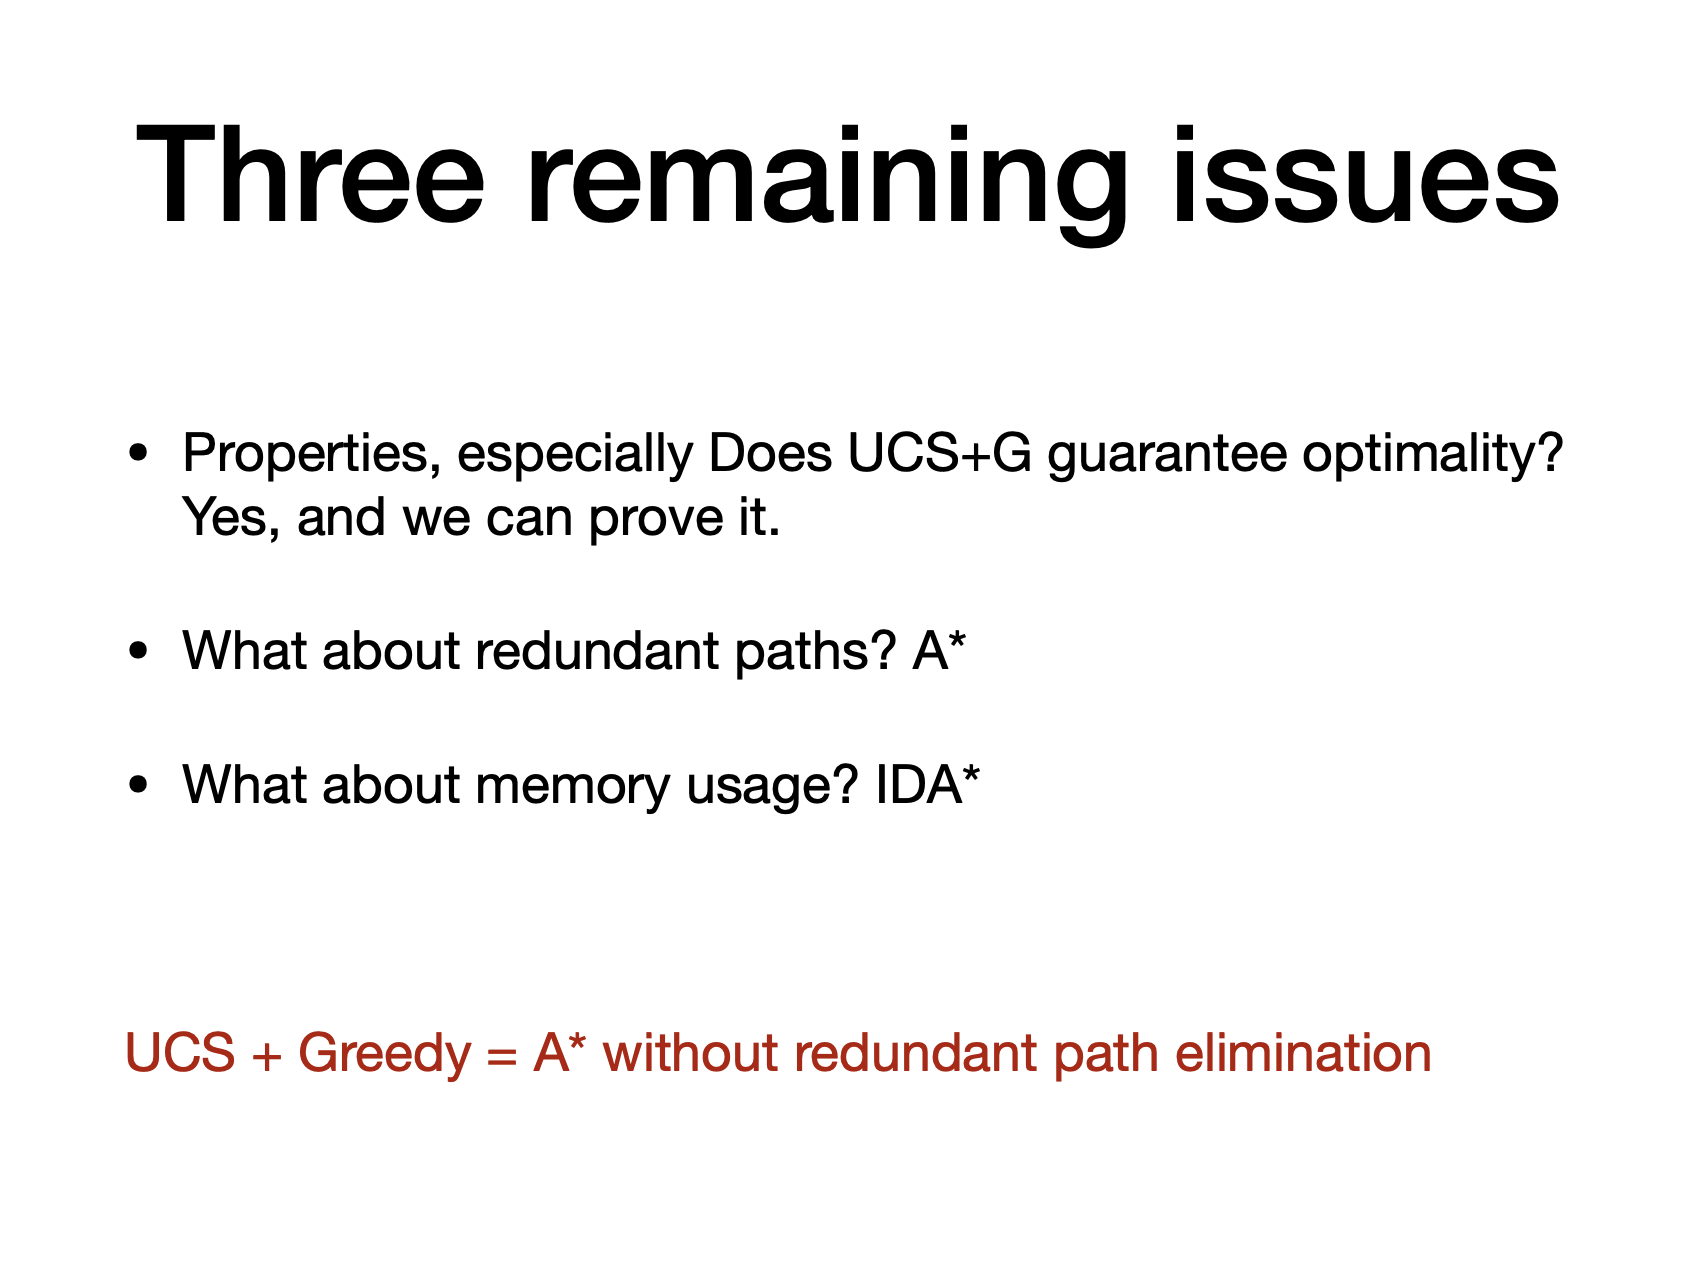 Three remaining issues
• Properties, especially Does UCS+G guarantee optimality?
Yes, and we can prove it.
• What about redundant paths? A*
• What about memory usage? IDA*
UCS + Greedy = A* without redundant path elimination